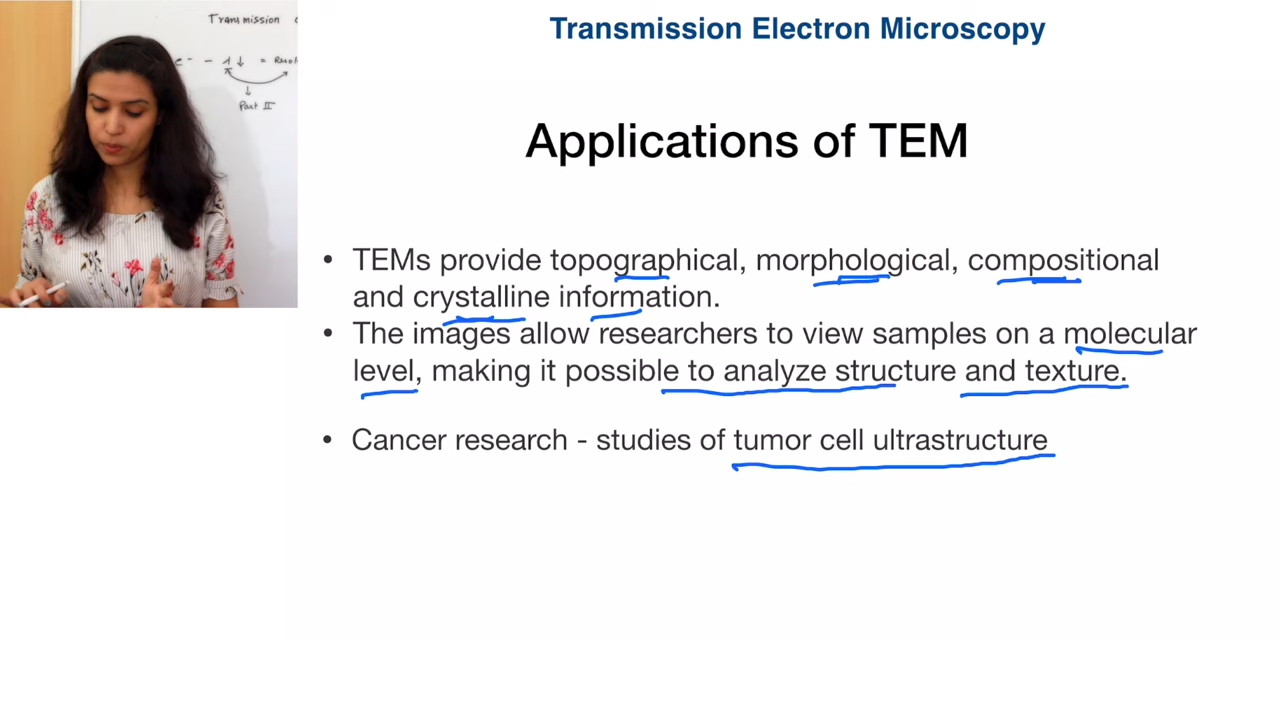 Transmission
e⁻ - λ ↓ =
Part II
Transmission Electron Microscopy
Applications of TEM
• TEMs provide topographical, morphological, compositional
and crystalline information.
• The images allow researchers to view samples on a molecular
level, making it possible to analyze structure and texture.
• Cancer research - studies of tumor cell ultrastructure